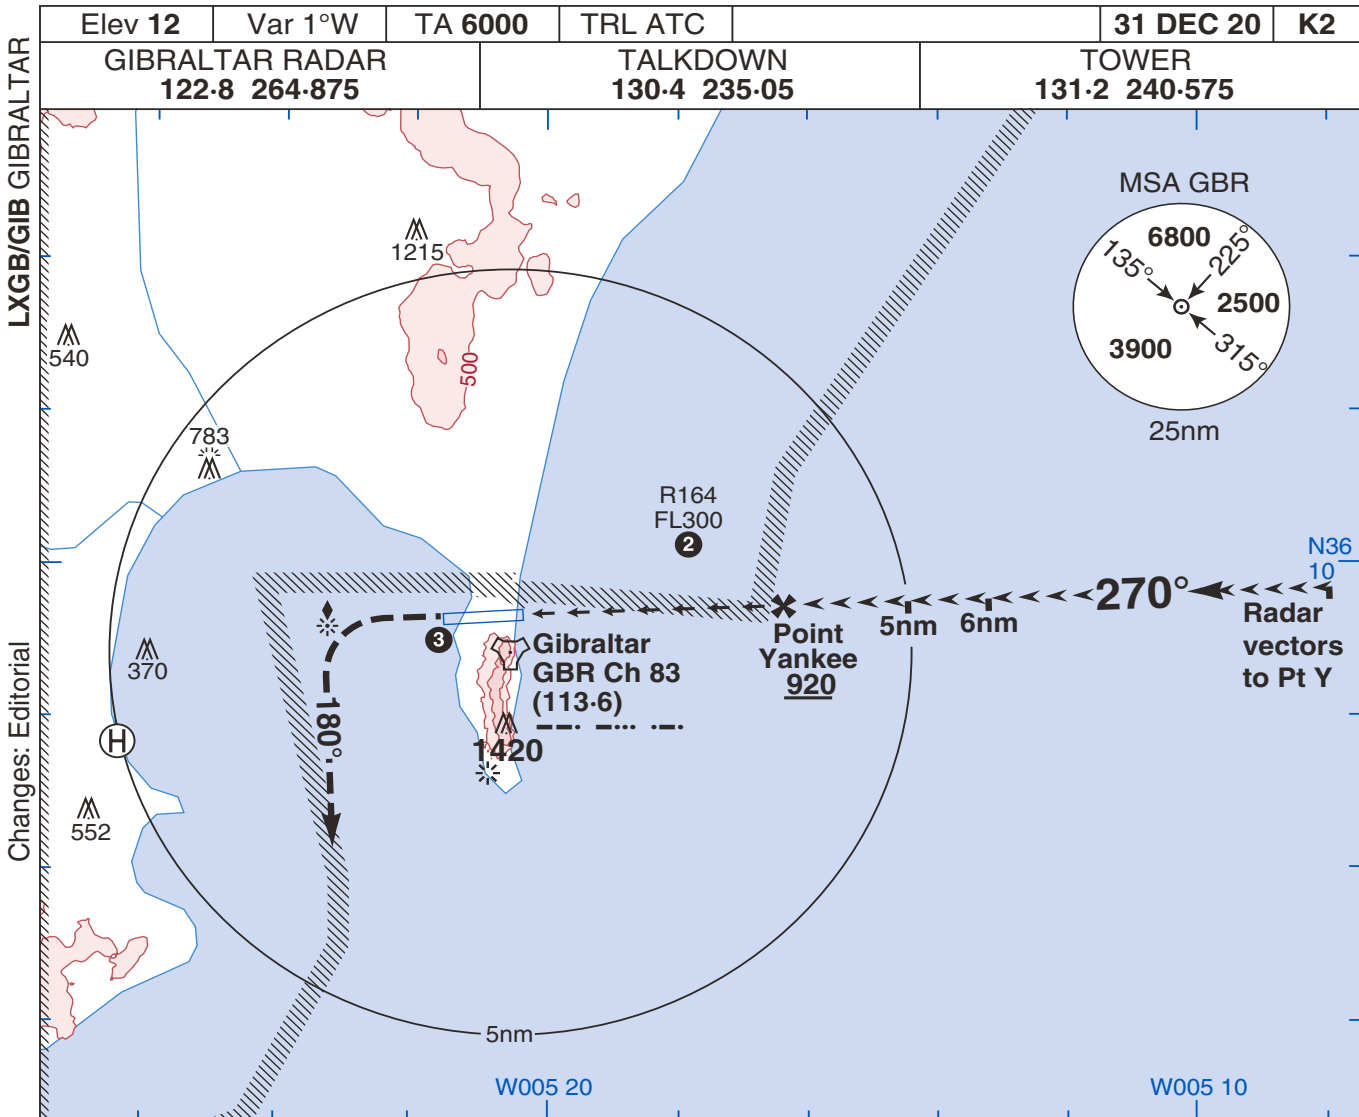 Elev 12
Var 1°W
TA 6000
TRL ATC
31 DEC 20
K2
GIBRALTAR RADAR
122·8 264·875
TALKDOWN
130·4 235·05
TOWER
131·2 240·575
LXGB/GIB GIBRALTAR
Changes: Editorial
MSA GBR
6800
135°
225°
2500
3900
315°
25nm
1215
540
500
783
R164
FL300
2
N36
10
270°
Radar
vectors
to Pt Y
5nm
6nm
Point
Yankee
920
3
Gibraltar
GBR Ch 83
(113·6)
370
180°
H
1420
552
5nm
W005 20
W005 10